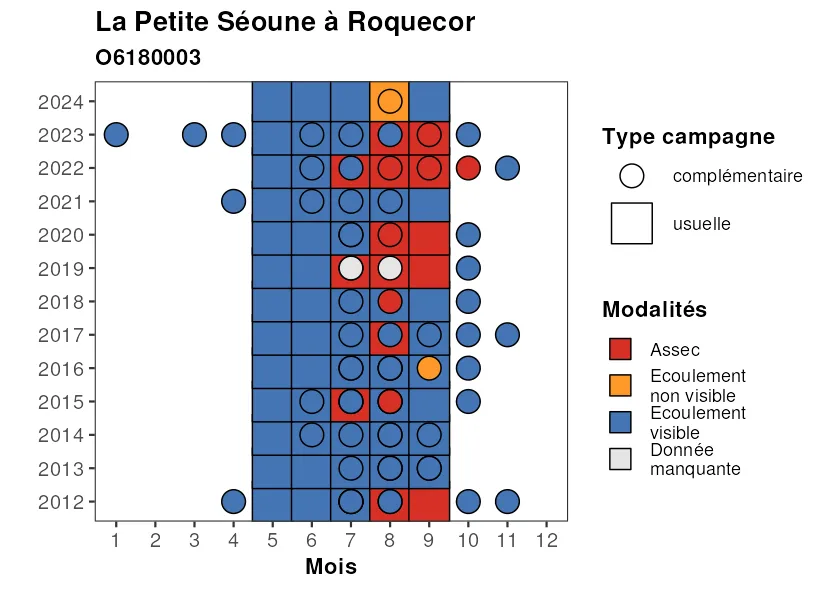 La Petite Séoune à Roquecor
O6180003
2024
2023
2022
2021
2020
2019
2018
2017
2016
2015
2014
2013
2012
1 2 3 4 5 6 7 8 9 10 11 12
Mois
Type campagne
complémentaire
usuelle
Modalités
Assec
Ecoulement
non visible
Ecoulement
visible
Donnée
manquante